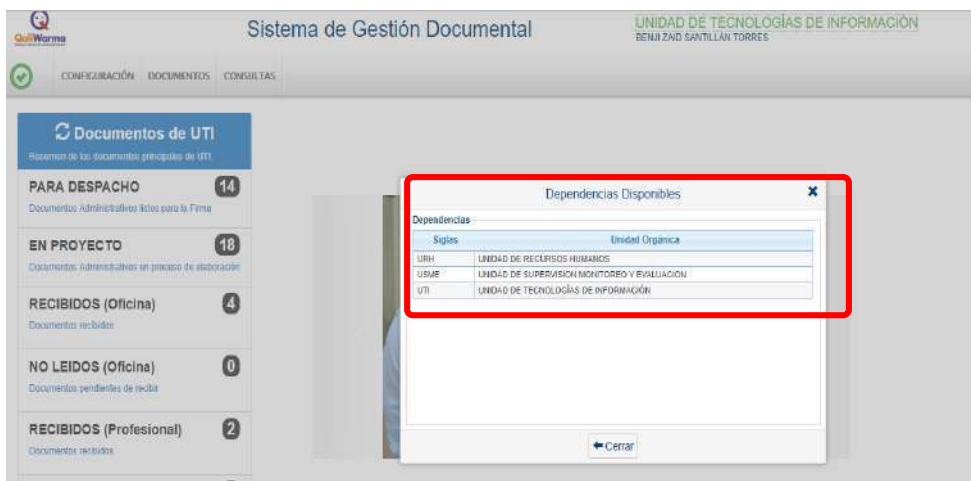 QaliWarma
Sistema de Gestión Documental
UNIDAD DE TECNOLOGÍAS DE INFORMACIÓN
BENJI ZAID SANTILLÁN TORRES
CONFIGURACIÓN DOCUMENTOS CONSULTAS
Documentos de UTI
Resumen de los documentos principales de UTI.
PARA DESPACHO 14
Documentos Administrativos listos para la Firma
EN PROYECTO 18
Documentos Administrativos en proceso de elaboración
RECIBIDOS (Oficina) 4
Documentos recibidos
NO LEIDOS (Oficina) 0
Documentos pendientes de recibir
RECIBIDOS (Profesional) 2
Documentos recibidos
Dependencias Disponibles
Dependencias
Siglas Unidad Orgánica
URH UNIDAD DE RECURSOS HUMANOS
USME UNIDAD DE SUPERVISION MONITOREO Y EVALUACION
UTI UNIDAD DE TECNOLOGÍAS DE INFORMACIÓN
Cerrar